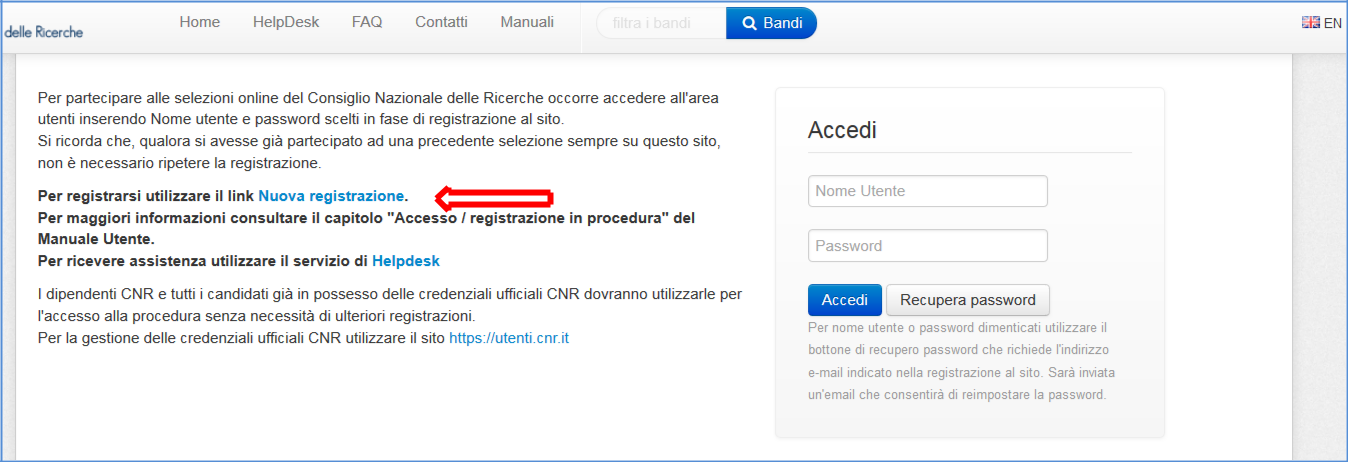 delle Ricerche
Home HelpDesk FAQ Contatti Manuali filtra i bandi Bandi EN
Per partecipare alle selezioni online del Consiglio Nazionale delle Ricerche occorre accedere all'area
utenti inserendo Nome utente e password scelti in fase di registrazione al sito.
Si ricorda che, qualora si avesse già partecipato ad una precedente selezione sempre su questo sito,
non è necessario ripetere la registrazione.
Per registrarsi utilizzare il link Nuova registrazione.
Per maggiori informazioni consultare il capitolo "Accesso / registrazione in procedura" del
Manuale Utente.
Per ricevere assistenza utilizzare il servizio di Helpdesk
I dipendenti CNR e tutti i candidati già in possesso delle credenziali ufficiali CNR dovranno utilizzarle per
l'accesso alla procedura senza necessità di ulteriori registrazioni.
Per la gestione delle credenziali ufficiali CNR utilizzare il sito https://utenti.cnr.it
Accedi
Nome Utente
Password
Accedi Recupera password
Per nome utente o password dimenticati utilizzare il
bottone di recupero password che richiede l'indirizzo
e-mail indicato nella registrazione al sito. Sarà inviata
un'email che consentirà di reimpostare la password.